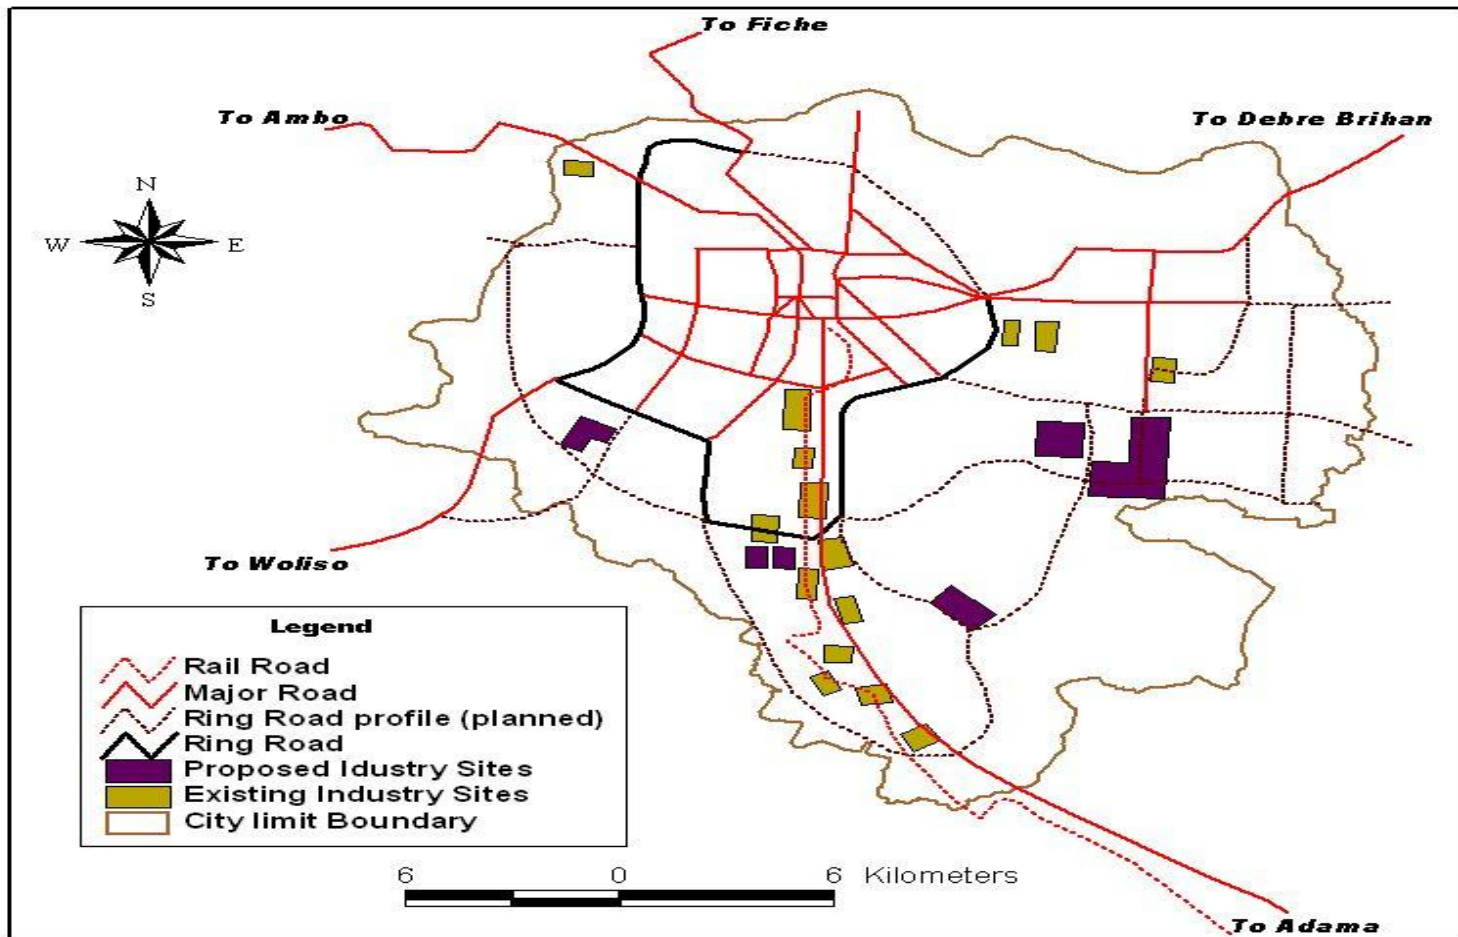 To Fiche
To Ambo
To Debre Brihan
N
W
E
S
To Woliso
Legend
Rail Road
Major Road
Ring Road profile (planned)
Ring Road
Proposed Idustry Sites
Existing Industry Sites
City limit Boundary
6 0 6 Kilometers
To Adama